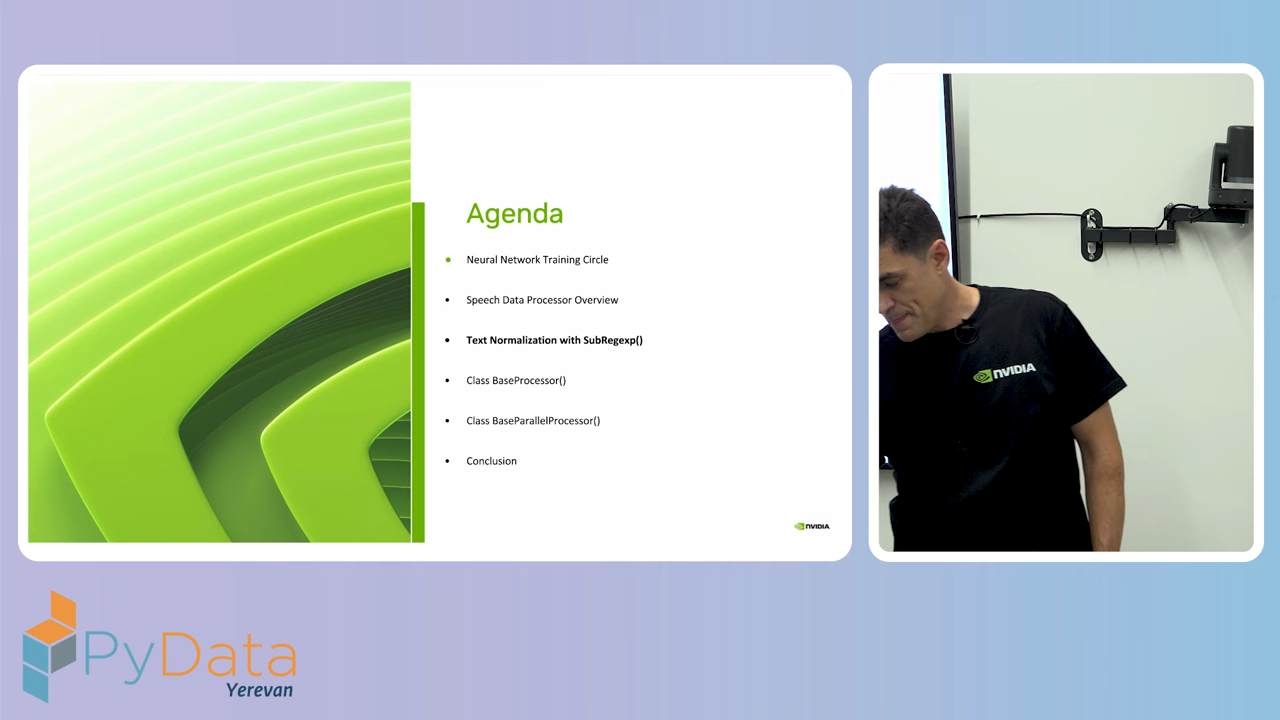 Agenda
• Neural Network Training Circle
• Speech Data Processor Overview
• Text Normalization with SubRegexp()
• Class BaseProcessor()
• Class BaseParallelProcessor()
• Conclusion
NVIDIA
NVIDIA
PyData
Yerevan